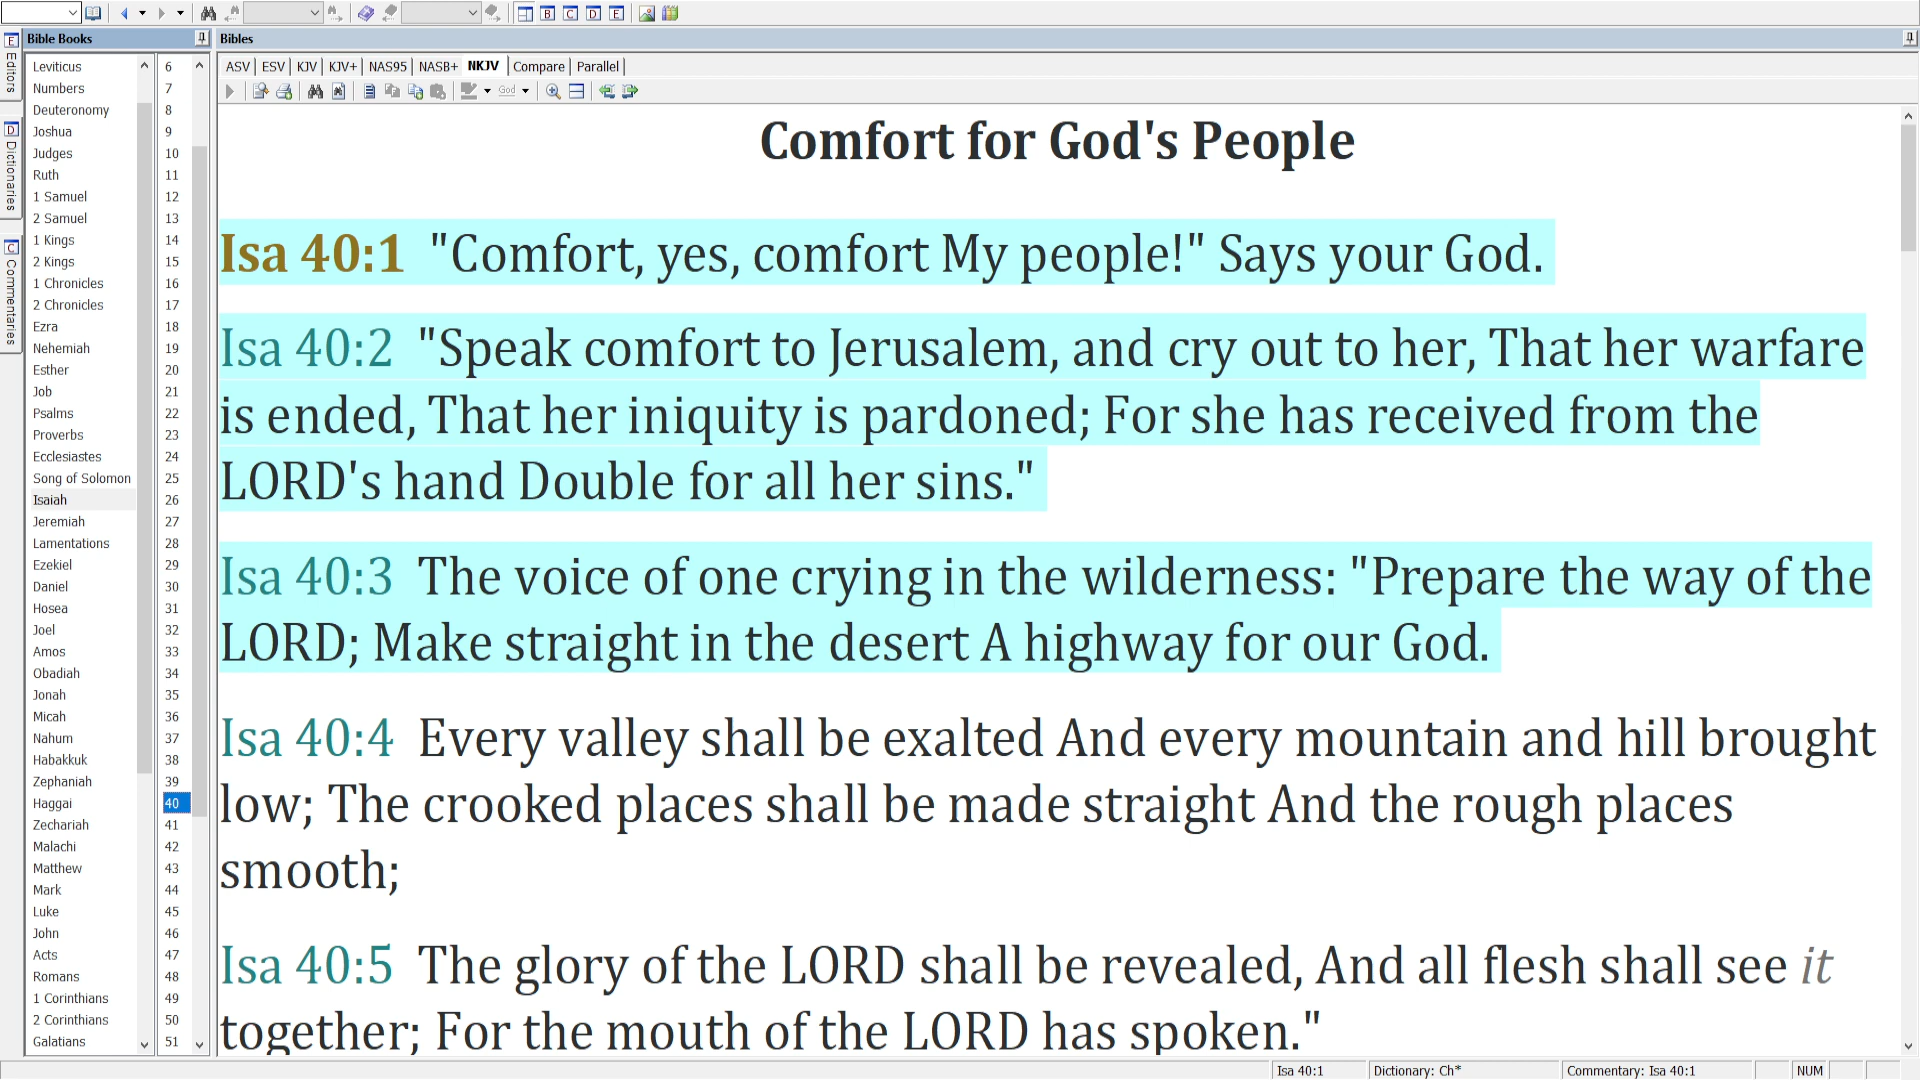 Bible Books
Bibles
E Editors
D Dictionaries
C Commentaries
B C D E
ASV ESV KJV KJV+ NAS95 NASB+ NKJV Compare Parallel
God
Leviticus 6
Numbers 7
Deuteronomy 8
Joshua 9
Judges 10
Ruth 11
1 Samuel 12
2 Samuel 13
1 Kings 14
2 Kings 15
1 Chronicles 16
2 Chronicles 17
Ezra 18
Nehemiah 19
Esther 20
Job 21
Psalms 22
Proverbs 23
Ecclesiastes 24
Song of Solomon 25
Isaiah 26
Jeremiah 27
Lamentations 28
Ezekiel 29
Daniel 30
Hosea 31
Joel 32
Amos 33
Obadiah 34
Jonah 35
Micah 36
Nahum 37
Habakkuk 38
Zephaniah 39
Haggai 40
Zechariah 41
Malachi 42
Matthew 43
Mark 44
Luke 45
John 46
Acts 47
Romans 48
1 Corinthians 49
2 Corinthians 50
Galatians 51
Comfort for God's People
Isa 40:1 "Comfort, yes, comfort My people!" Says your God.
Isa 40:2 "Speak comfort to Jerusalem, and cry out to her, That her warfare
is ended, That her iniquity is pardoned; For she has received from the
LORD's hand Double for all her sins."
Isa 40:3 The voice of one crying in the wilderness: "Prepare the way of the
LORD; Make straight in the desert A highway for our God.
Isa 40:4 Every valley shall be exalted And every mountain and hill brought
low; The crooked places shall be made straight And the rough places
smooth;
Isa 40:5 The glory of the LORD shall be revealed, And all flesh shall see it
together; For the mouth of the LORD has spoken."
Isa 40:1 Dictionary: Ch* Commentary: Isa 40:1 NUM